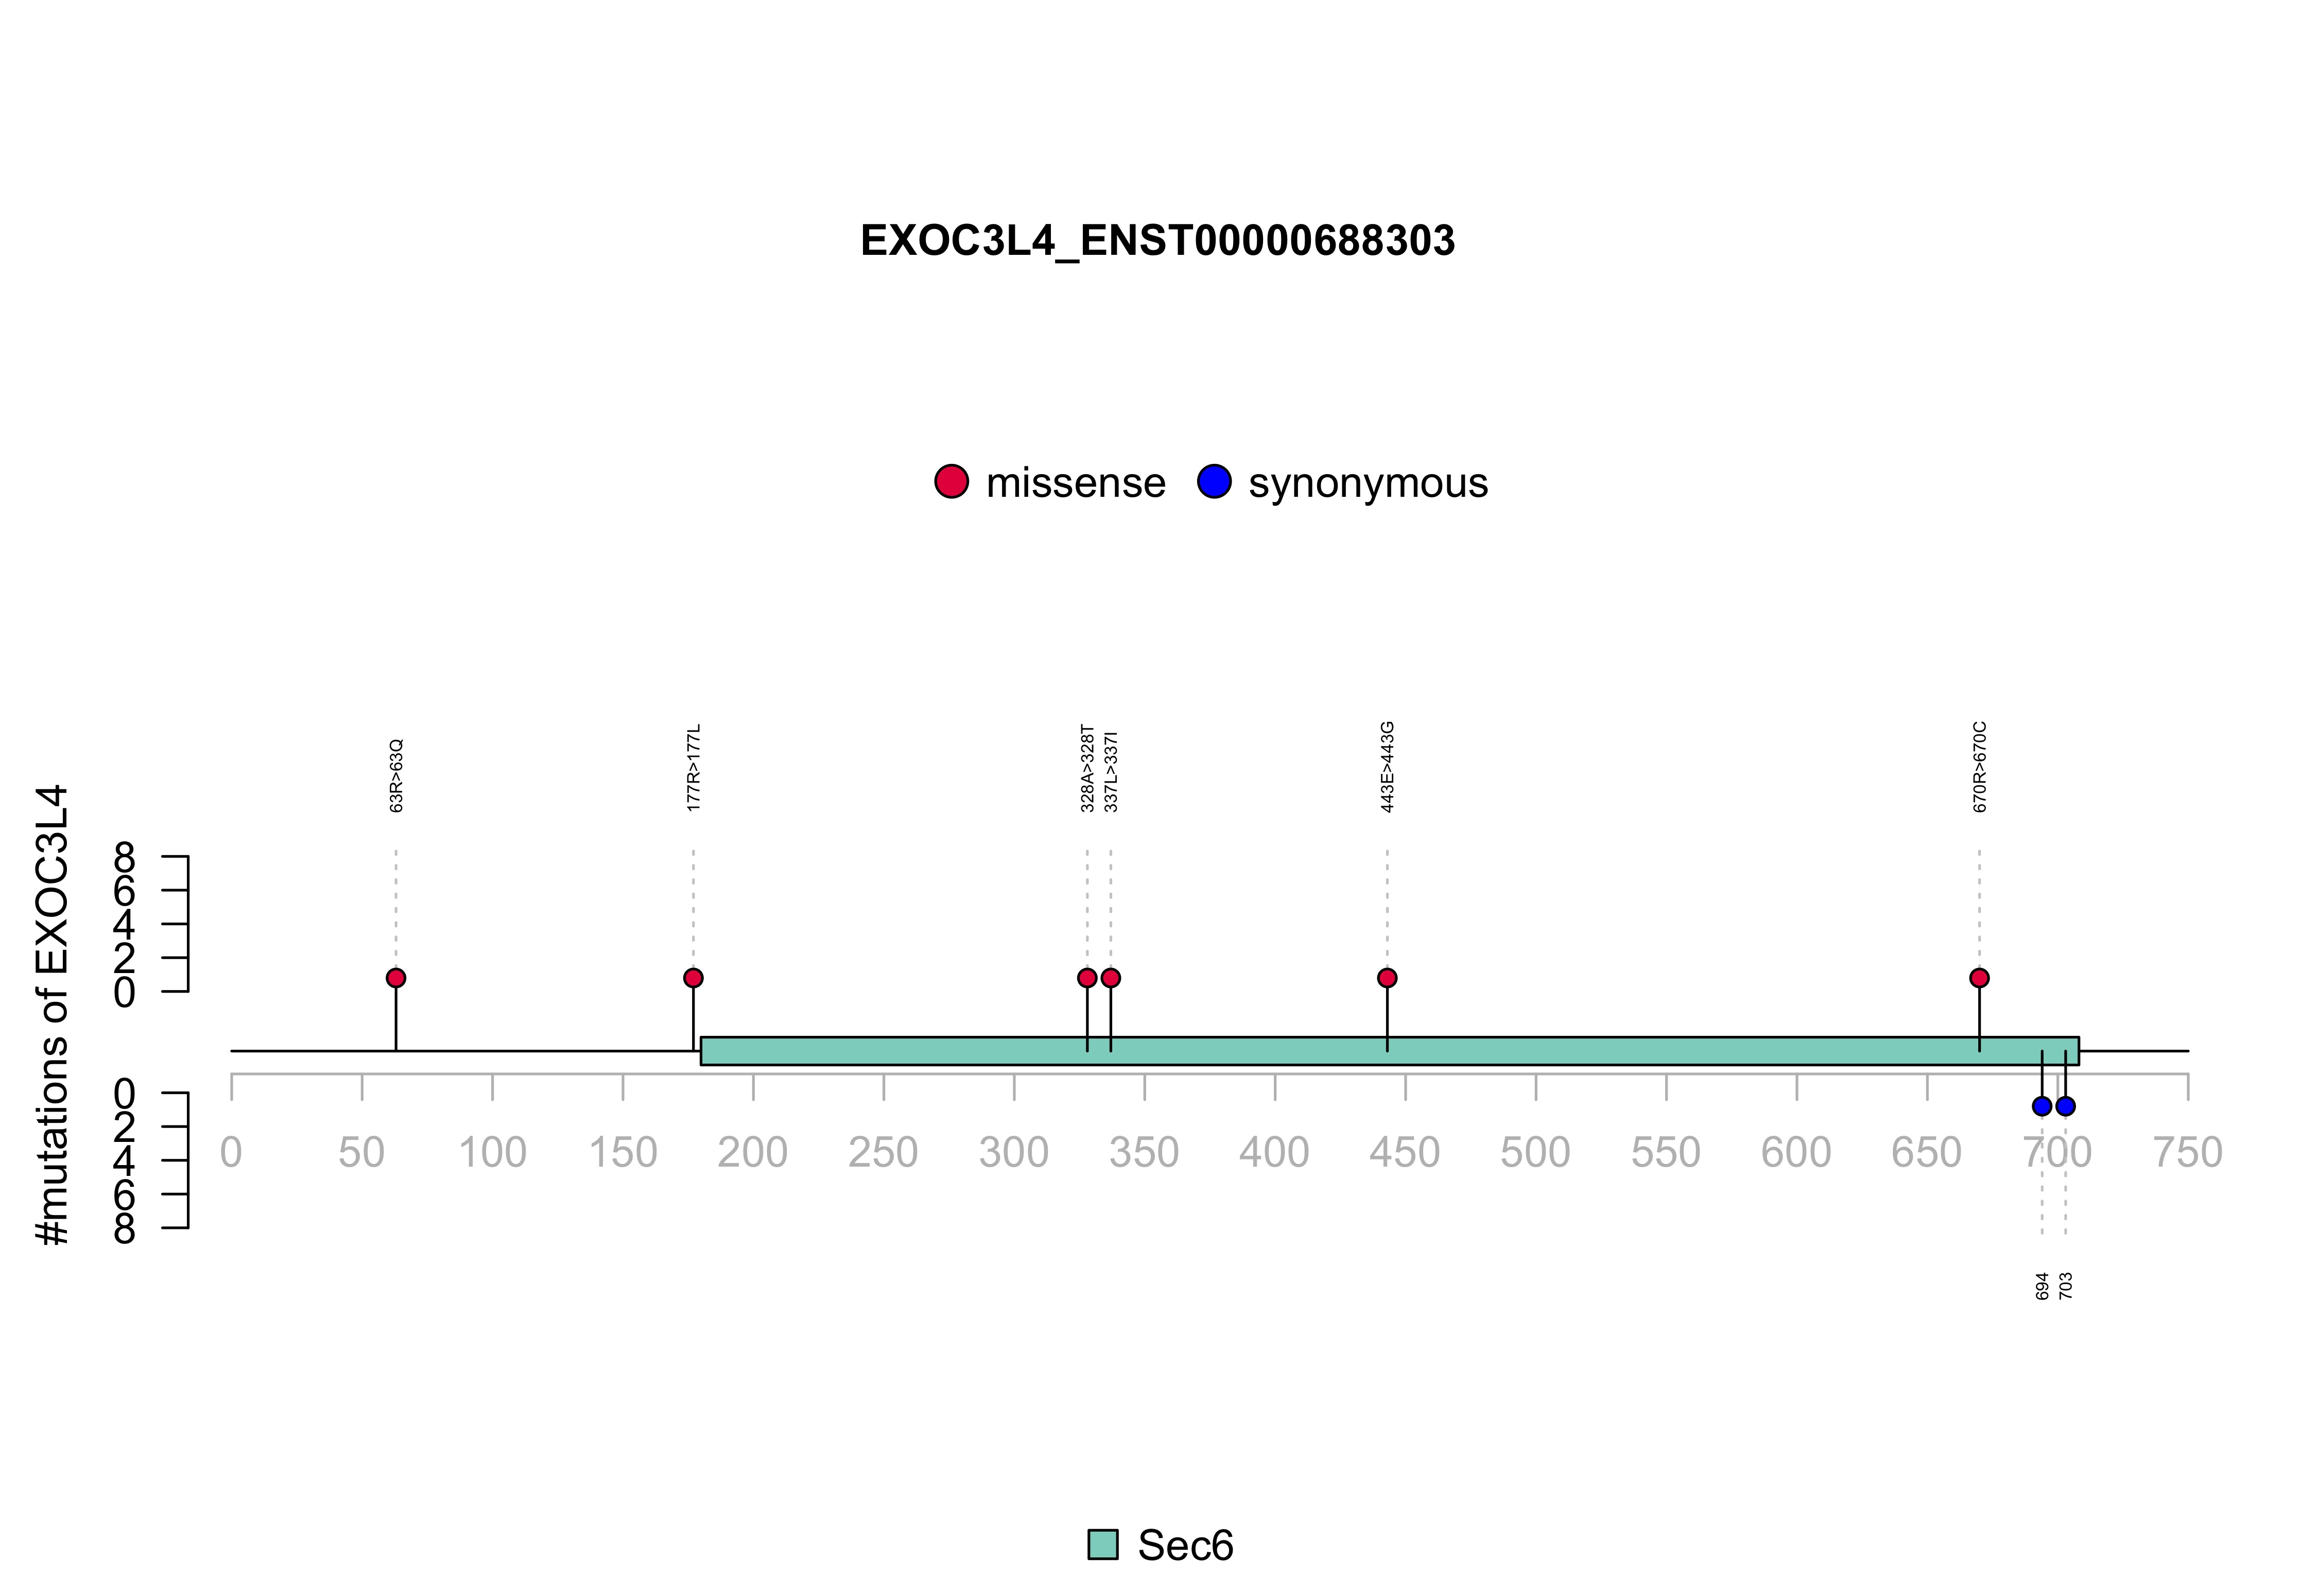 EXOC3L4_ENST00000688303
missense synonymous
63R>63Q
177R>177L
328A>328T
337L>337I
443E>443G
670R>670C
#mutations of EXOC3L4
8
6
4
2
0
0
2
4
6
8
0 50 100 150 200 250 300 350 400 450 500 550 600 650 700 750
694
703
Sec6